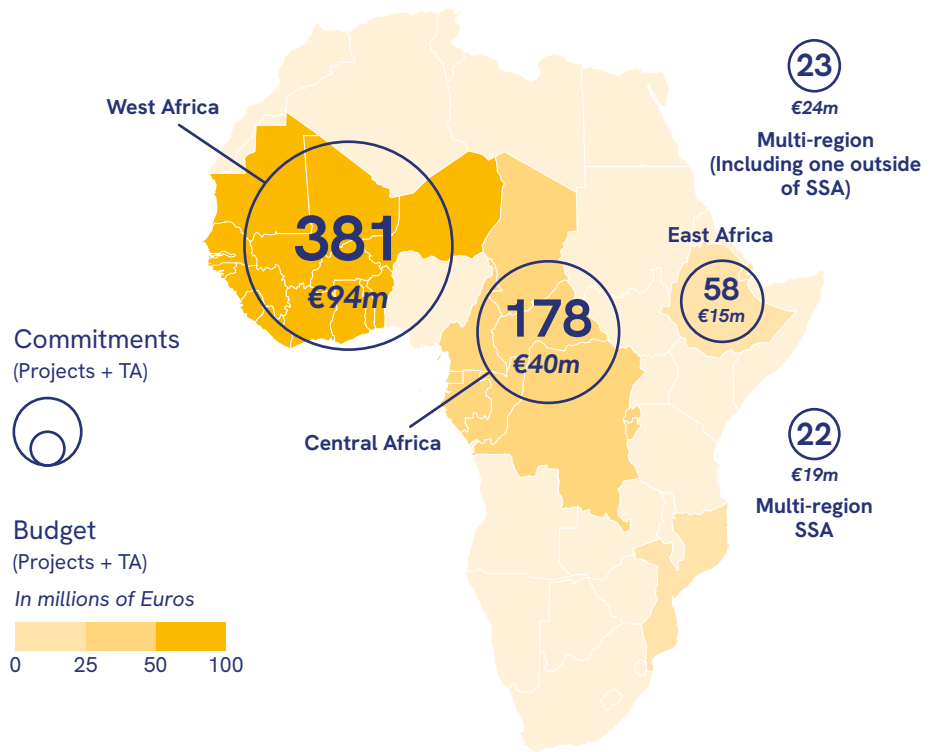 West Africa
381
€94m
23
€24m
Multi-region
(Including one outside
of SSA)
East Africa
58
€15m
178
€40m
Central Africa
22
€19m
Multi-region
SSA
Commitments
(Projects + TA)
Budget
(Projects + TA)
In millions of Euros
0 25 50 100